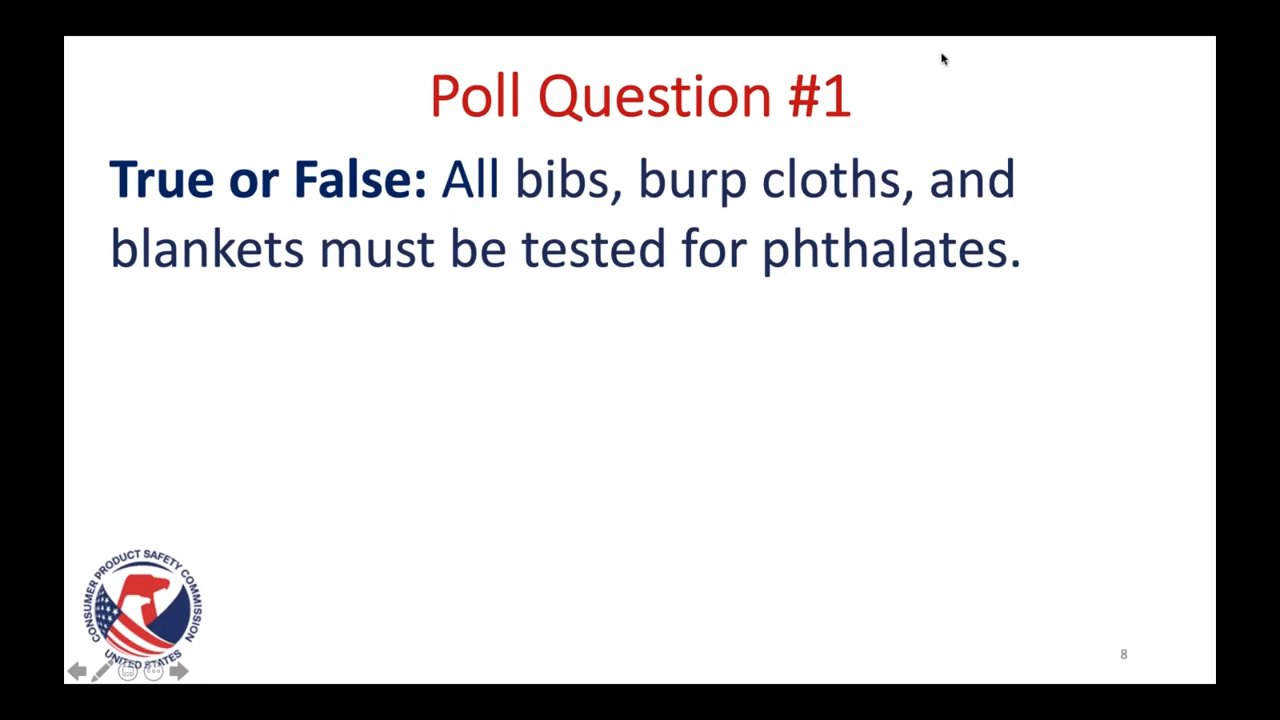 Poll Question #1
True or False: All bibs, burp cloths, and
blankets must be tested for phthalates.
CONSUMER PRODUCT SAFETY COMMISSION
UNITED STATES
8